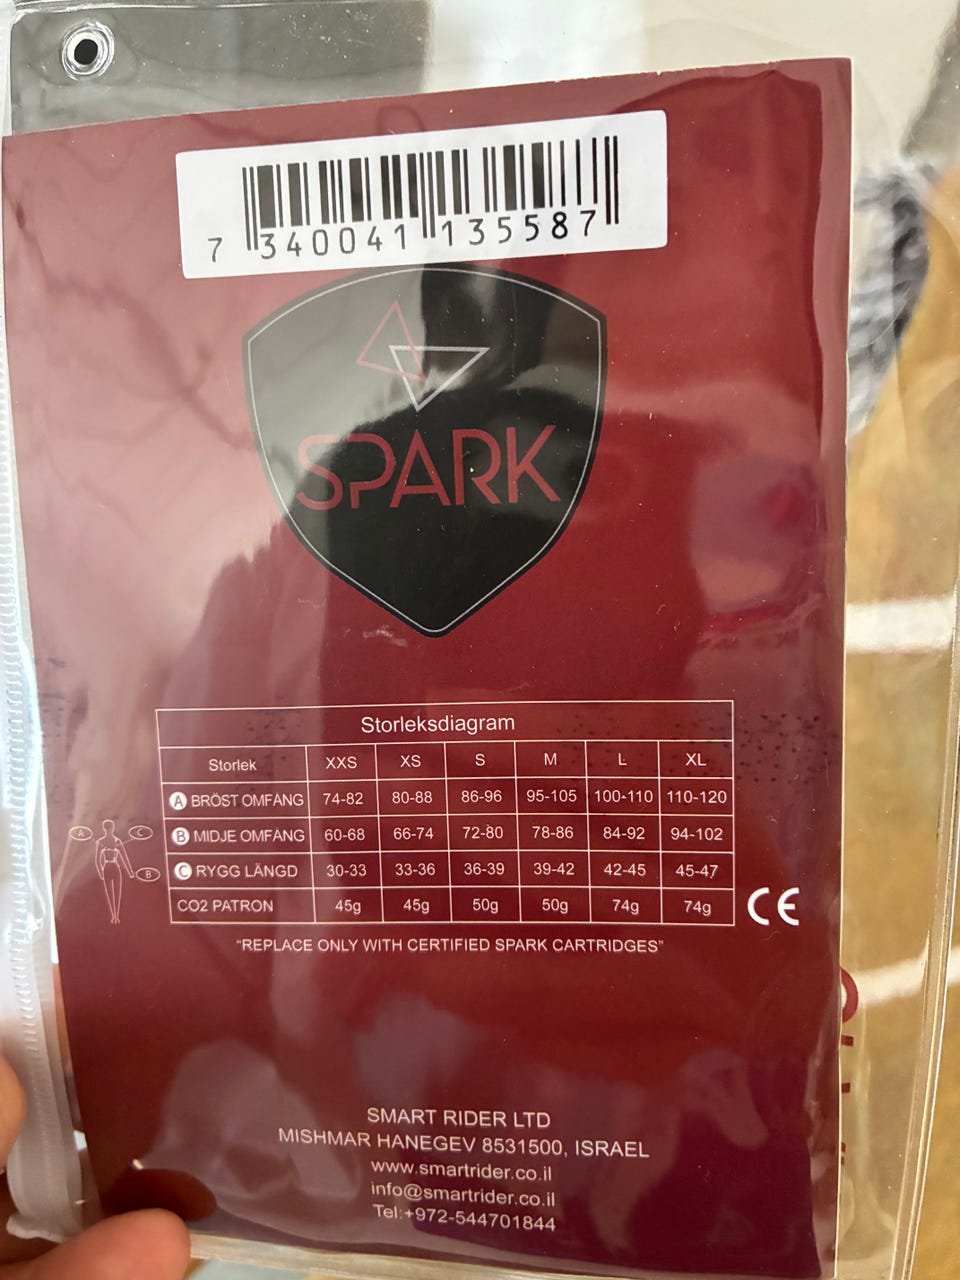 7 340041 135587
SPARK
Storleksdiagram
Storlek XXS XS S M L XL
A BRÖST OMFANG 74-82 80-88 86-96 95-105 100-110 110-120
B MIDJE OMFANG 60-68 66-74 72-80 78-86 84-92 94-102
C RYGG LÄNGD 30-33 33-36 36-39 39-42 42-45 45-47
CO2 PATRON 45g 45g 50g 50g 74g 74g
A C
B
CE
"REPLACE ONLY WITH CERTIFIED SPARK CARTRIDGES"
SMART RIDER LTD
MISHMAR HANEGEV 8531500, ISRAEL
www.smartrider.co.il
info@smartrider.co.il
Tel:+972-544701844